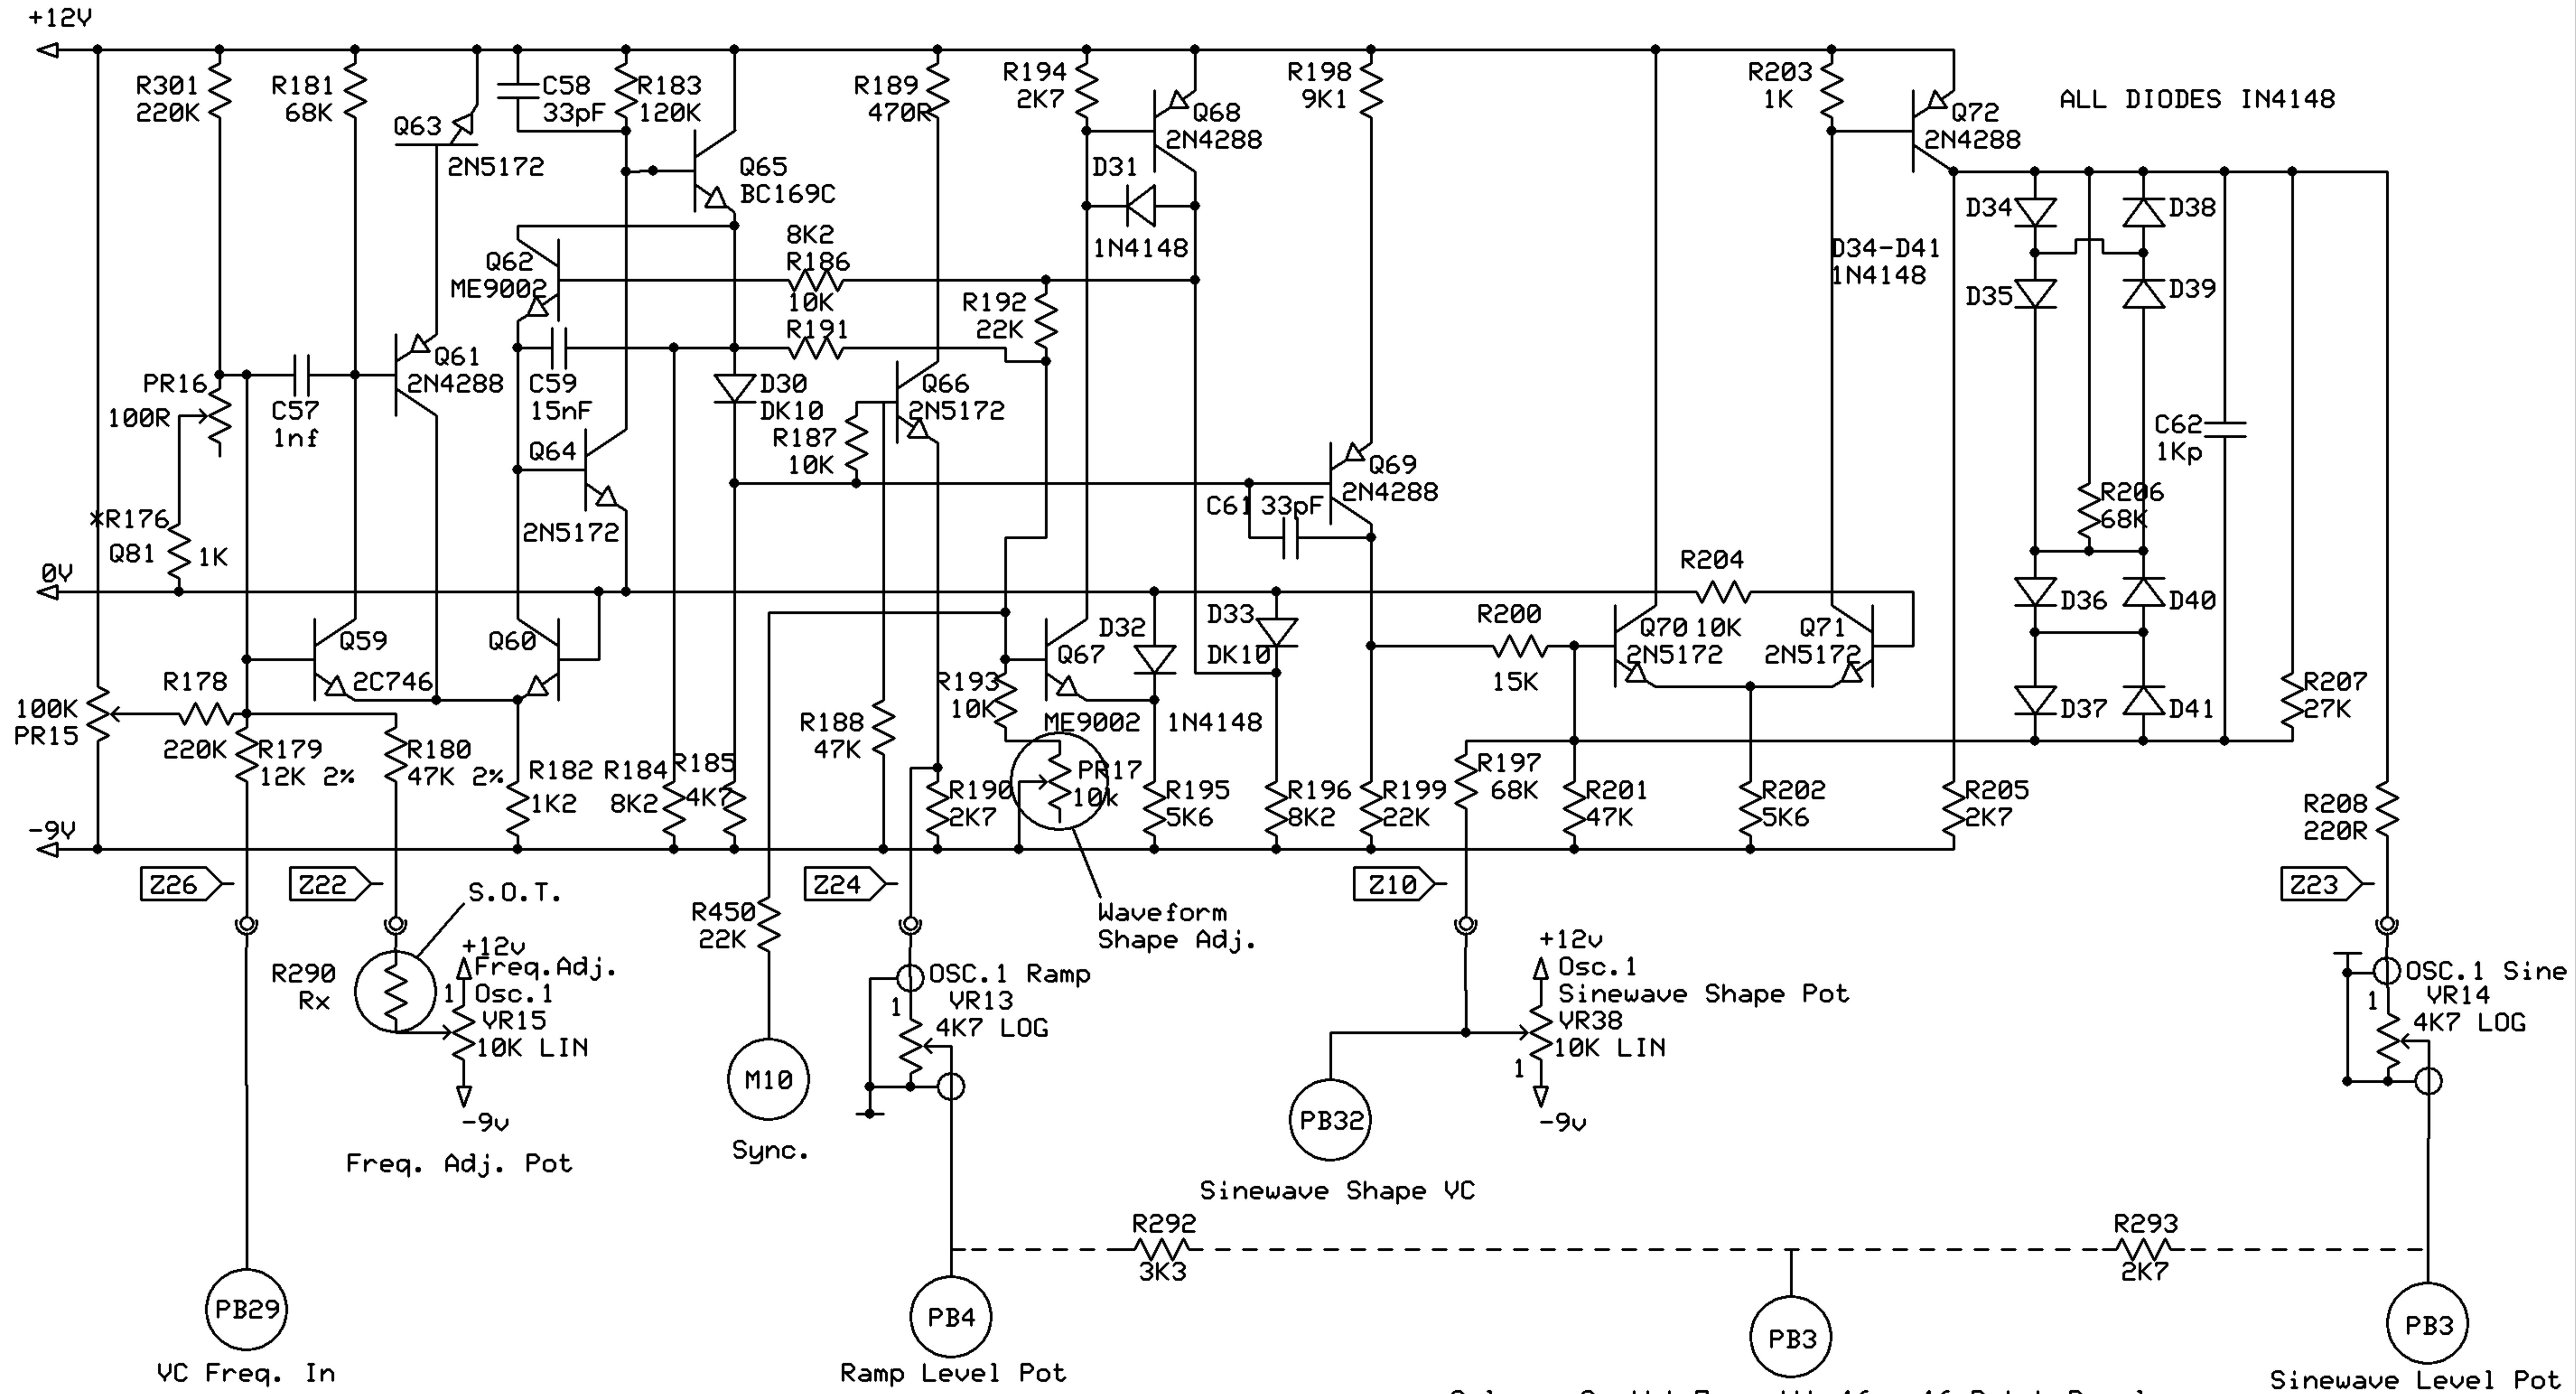 +12V
R301
220K
R181
68K
Q63
2N5172
C58
33pF
R183
120K
Q65
BC169C
R189
470R
R194
2K7
Q68
2N4288
D31
1N4148
R198
9K1
R203
1K
Q72
2N4288
ALL DIODES IN4148
D34
D38
D34-D41
1N4148
D35
D39
Q62
ME9002
8K2
R186
10K
R191
R192
22K
PR16
100R
C57
1nf
Q61
2N4288
C59
15nF
D30
DK10
R187
10K
Q66
2N5172
Q64
2N5172
Q69
2N4288
C61 33pF
C62
1Kp
R206
68K
*R176
Q81
1K
0V
R204
Q59
2C746
Q60
D32
Q67
ME9002
1N4148
D33
DK10
R200
15K
Q70 10K
2N5172
Q71
2N5172
D36
D40
D37
D41
R207
27K
100K
PR15
R178
220K
R179
12K 2%
R180
47K 2%
R182
1K2
R184
8K2
R185
4K7
R188
47K
R193
10K
R190
2K7
PR17
10k
R195
5K6
R196
8K2
R199
22K
R197
68K
R201
47K
R202
5K6
R205
2K7
R208
220R
-9V
Z26
Z22
Z24
Z10
Z23
S.O.T.
R290
Rx
+12v
Freq.Adj.
1 Osc.1
VR15
10K LIN
-9v
Freq. Adj. Pot
R450
22K
M10
Sync.
Waveform
Shape Adj.
OSC.1 Ramp
1
VR13
4K7 LOG
+12v
Osc.1
Sinewave Shape Pot
VR38
10K LIN
1
-9v
PB32
Sinewave Shape VC
OSC.1 Sine
1
VR14
4K7 LOG
R292
3K3
R293
2K7
PB29
VC Freq. In
PB4
Ramp Level Pot
PB3
PB3
Sinewave Level Pot